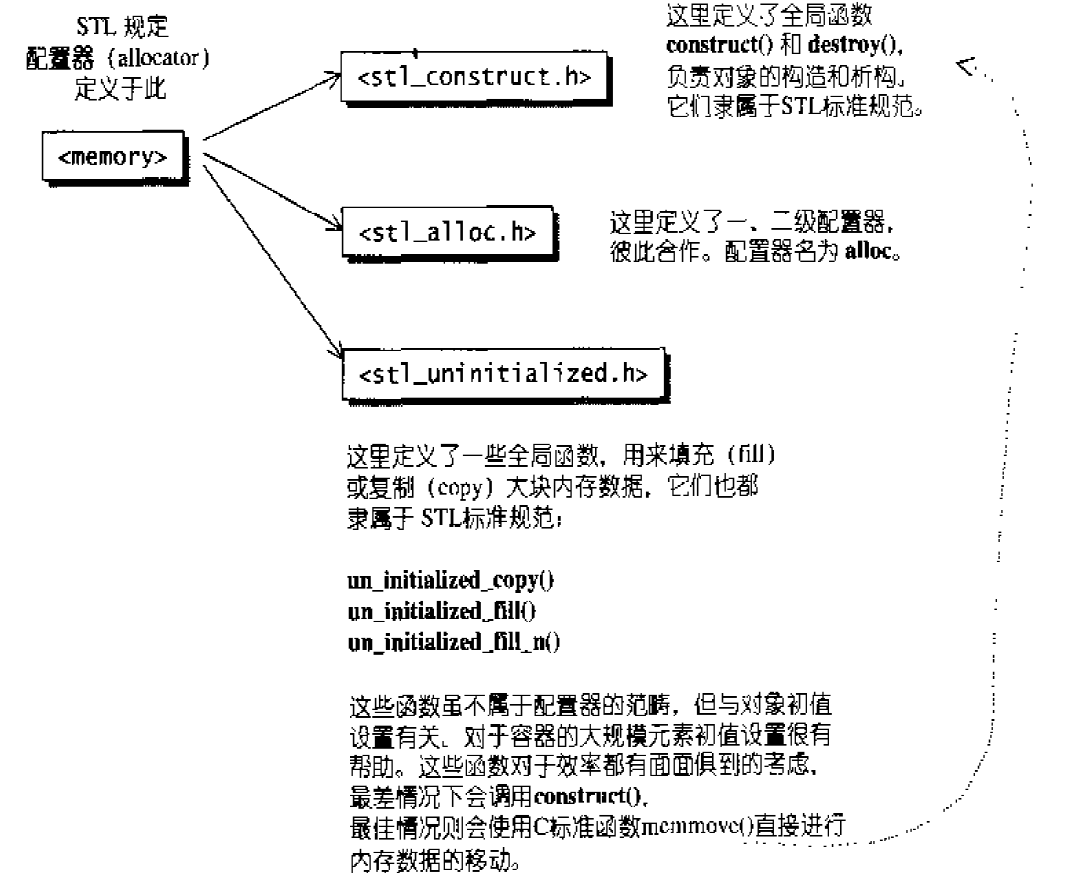 STL 规定
配置器（allocator）
定义于此
<memory>
<stl_construct.h>
这里定义了全局函数
construct() 和 destroy(),
负责对象的构造和析构。
它们隶属于STL标准规范。
<stl_alloc.h>
这里定义了一、二级配置器，
彼此合作。配置器名为 alloc。
<stl_uninitialized.h>
这里定义了一些全局函数，用来填充（fill）
或复制（copy）大块内存数据，它们也都
隶属于 STL标准规范：
un_initialized_copy()
un_initialized_fill()
un_initialized_fill_n()
这些函数虽不属于配置器的范畴，但与对象初值
设置有关。对于容器的大规模元素初值设置很有
帮助。这些函数对于效率都有面面俱到的考虑，
最差情况下会调用construct(),
最佳情况则会使用C标准函数memmove()直接进行
内存数据的移动。